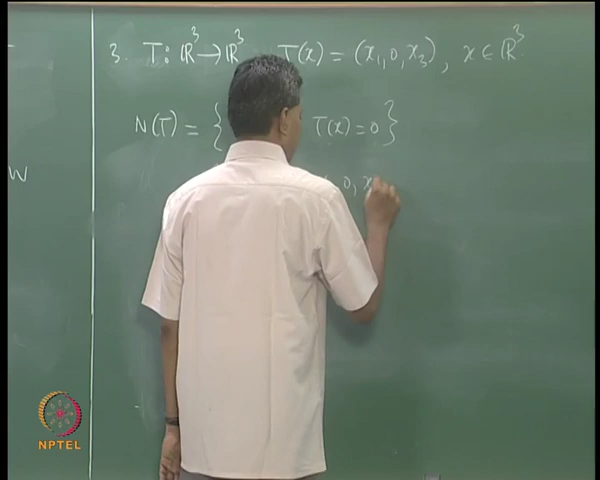 3. T: ℝ³ → ℝ³ T(x) = (x₁, 0, x₃), x ∈ ℝ³
N(T) = { T(x) = 0 }
W
0, x
NPTEL